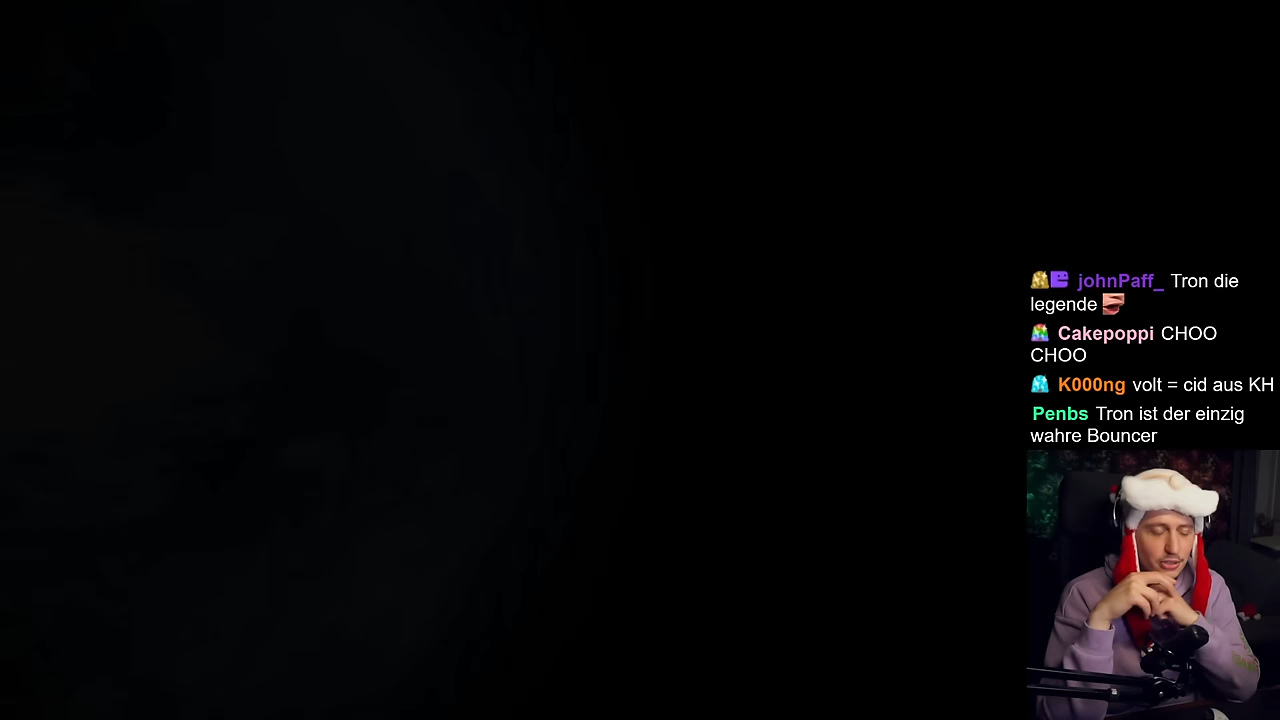 johnPaff_ Tron die
legende
Cakepoppi CHOO
CHOO
K000ng volt = cid aus KH
Penbs Tron ist der einzig
wahre Bouncer